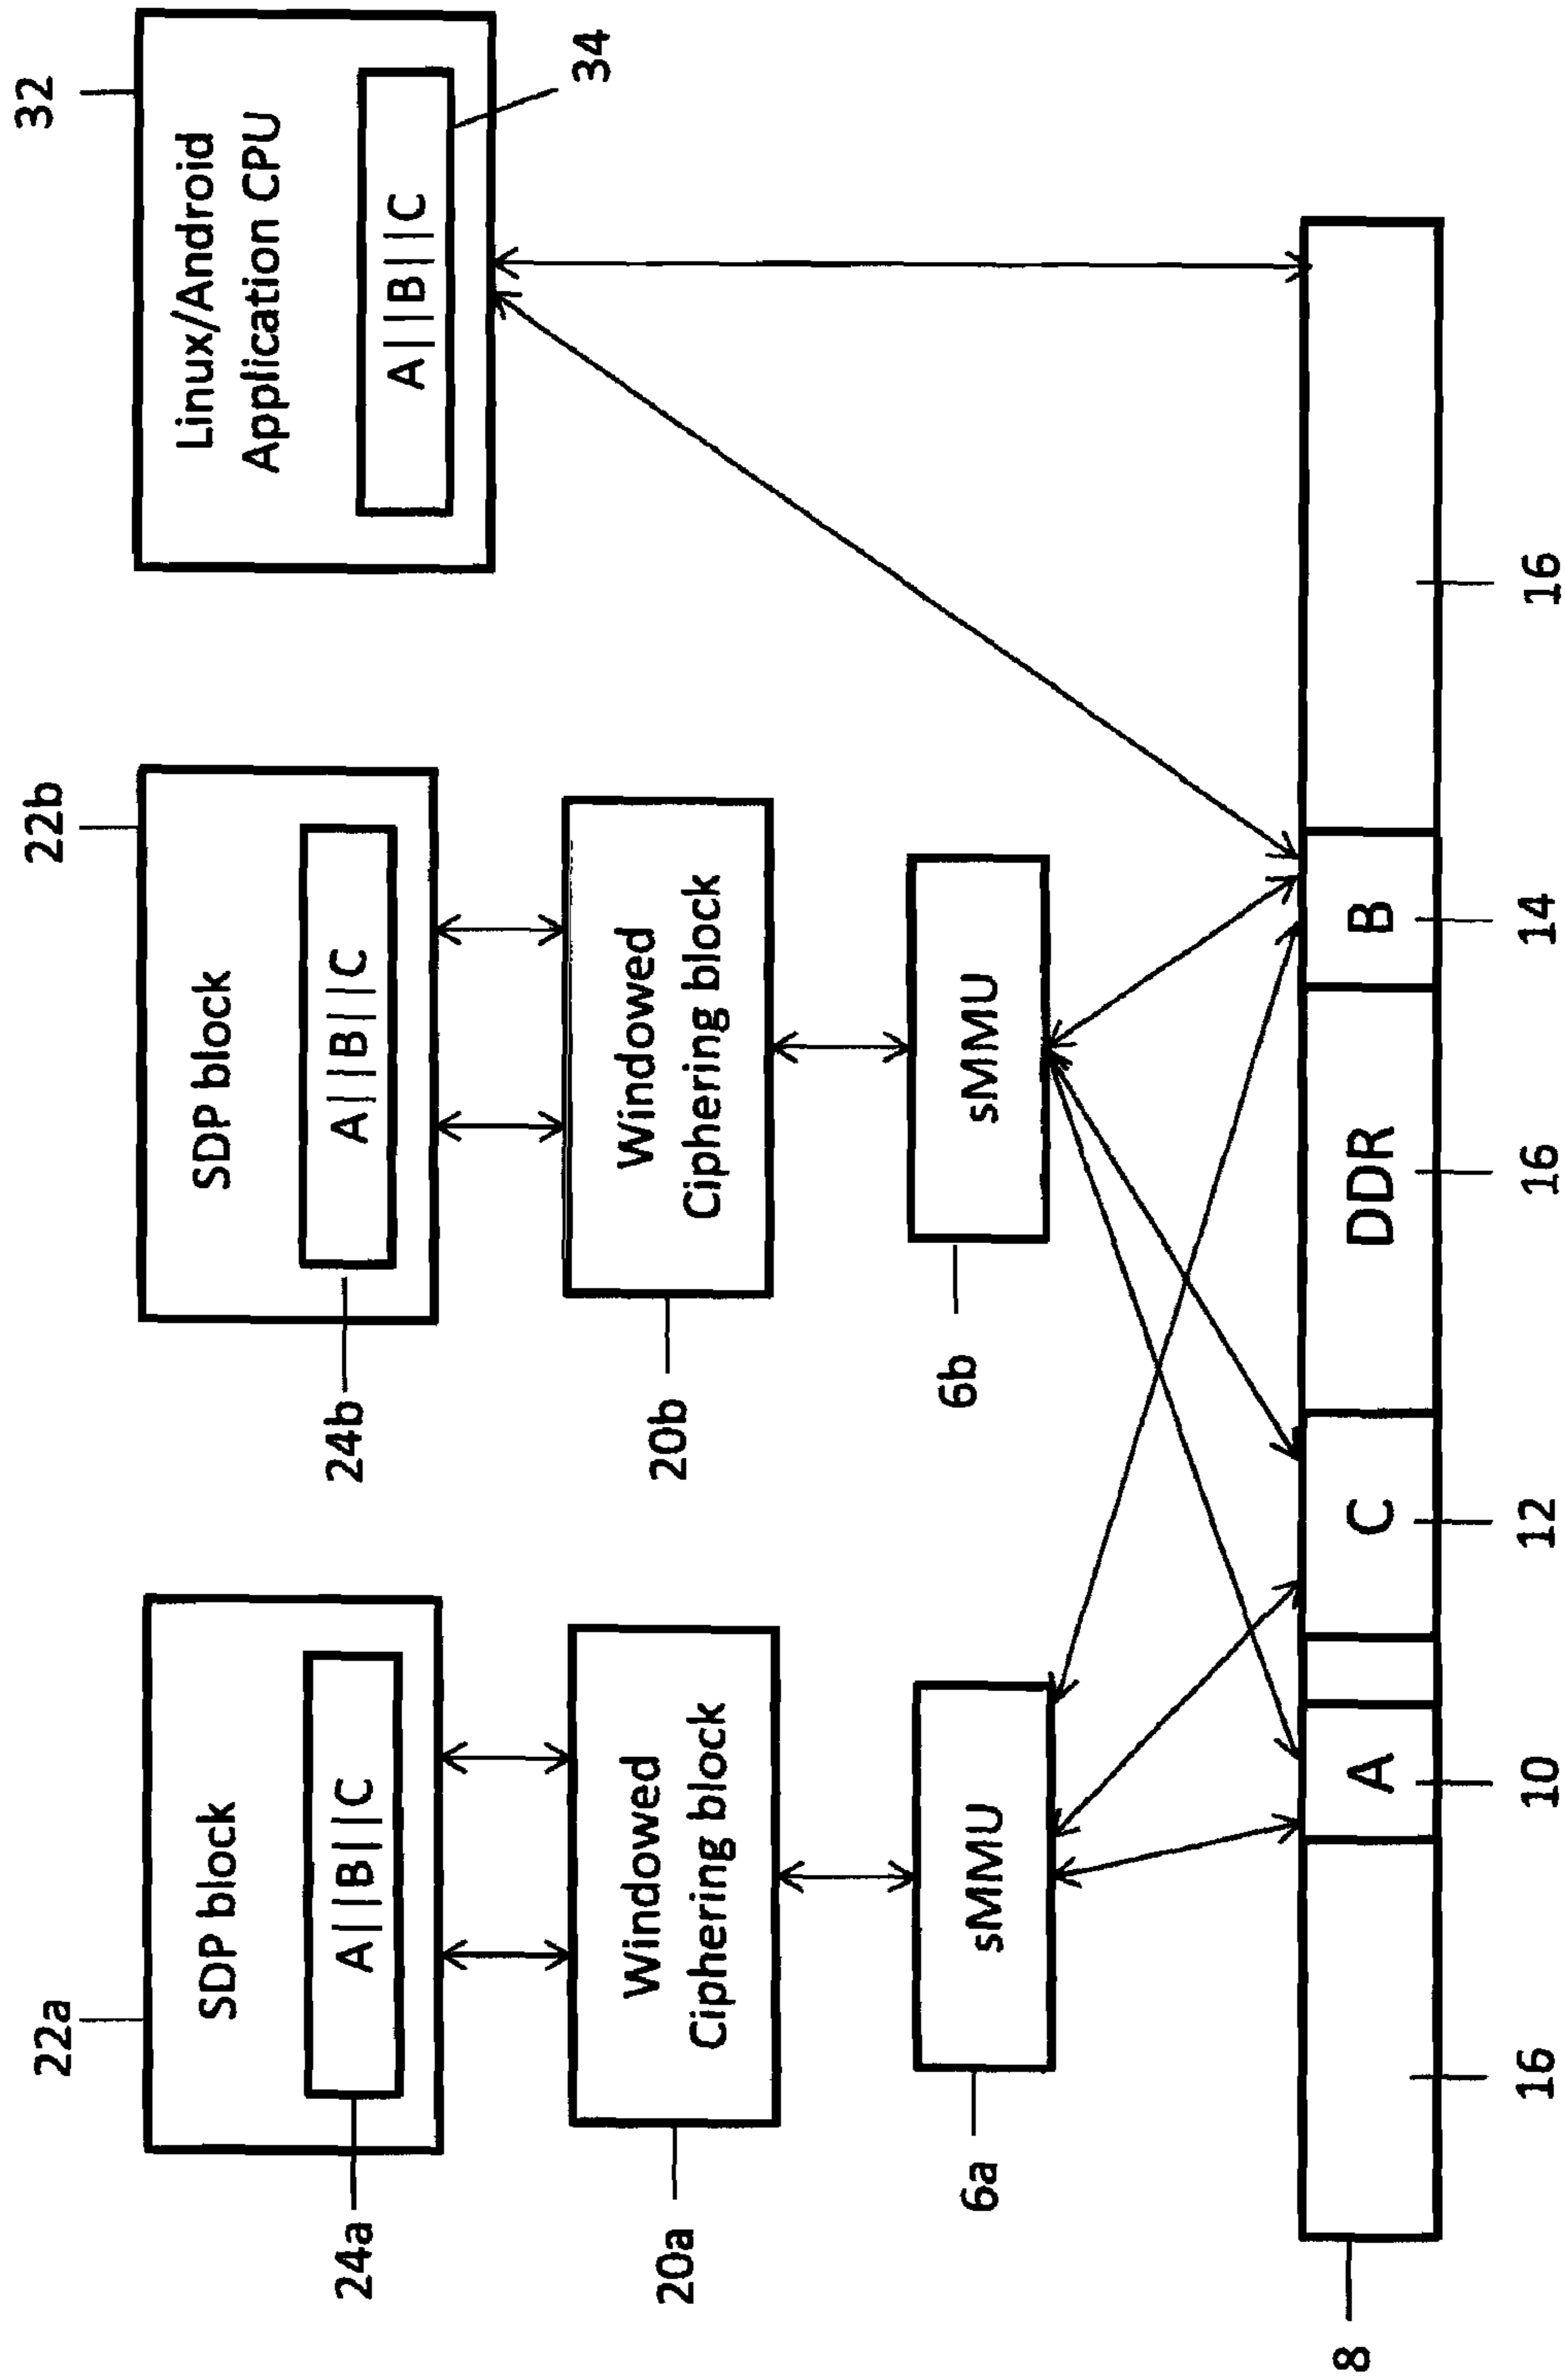 22a
22b
32
SDP block
SDP block
Linux/Android
Application CPU
24a
A||B||C
24b
A||B||C
A||B||C
34
20a
Windowed
Ciphering block
20b
Windowed
Ciphering block
6a
sMMU
6b
sMMU
8
A
C
DDR
B
16
10
12
16
14
16